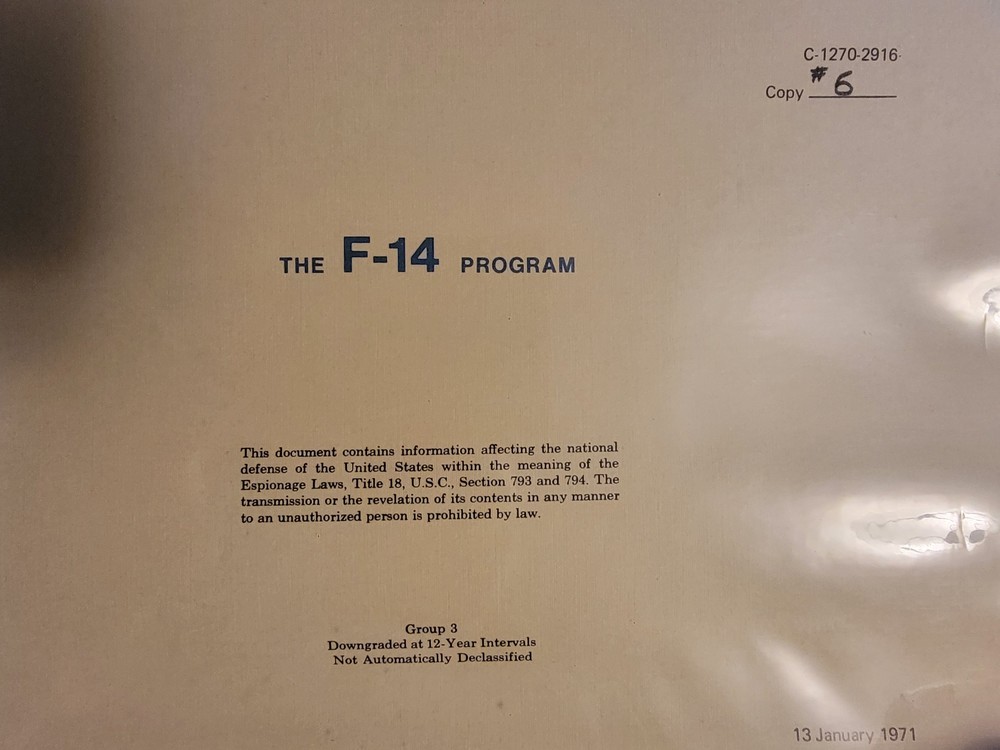 C-1270-2916
Copy #6
THE F-14 PROGRAM
This document contains information affecting the national
defense of the United States within the meaning of the
Espionage Laws, Title 18, U.S.C., Section 793 and 794. The
transmission or the revelation of its contents in any manner
to an unauthorized person is prohibited by law.
Group 3
Downgraded at 12-Year Intervals
Not Automatically Declassified
13 January 1971